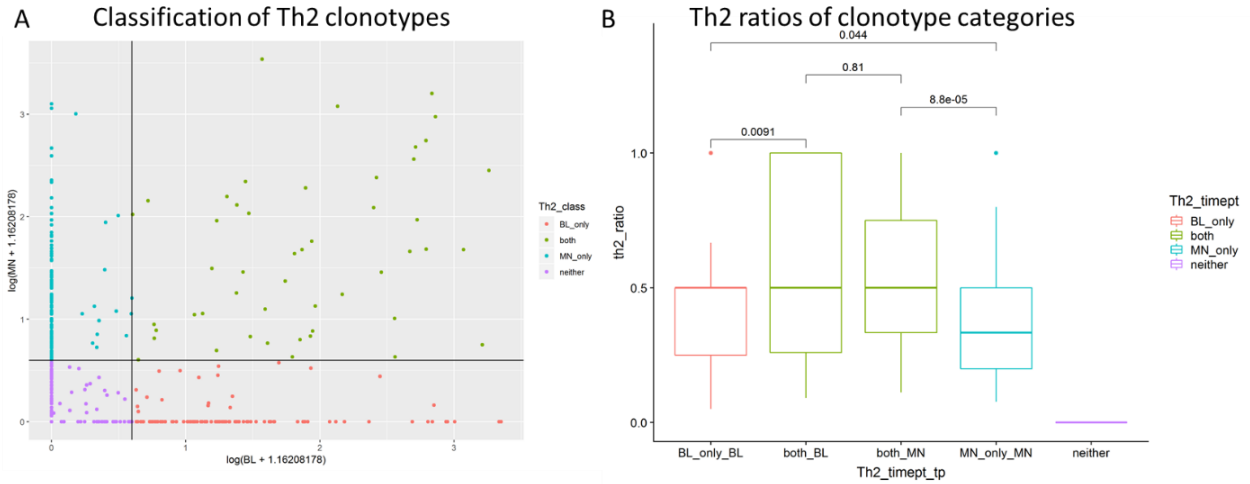 A
Classification of Th2 clonotypes
log(MN + 1.16208178)
3
2
1
0
0
1
2
3
log(BL + 1.16208178)
Th2_class
BL_only
both
MN_only
neither
B
Th2 ratios of clonotype categories
0.044
0.81
8.8e-05
0.0091
th2_ratio
1.0
0.5
0.0
BL_only_BL
both_BL
both_MN
MN_only_MN
neither
Th2_timept_tp
Th2_timept
BL_only
both
MN_only
neither